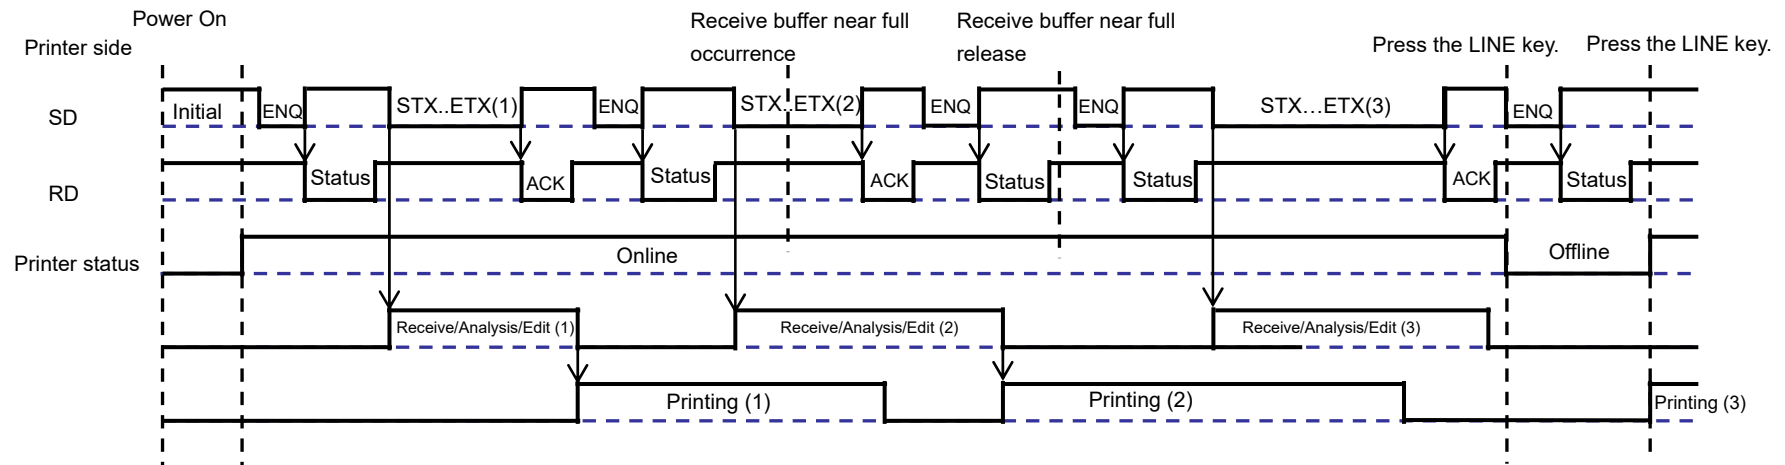 Power On
Receive buffer near full
occurrence
Receive buffer near full
release
Printer side
Press the LINE key.
Press the LINE key.
SD
Initial
ENQ
STX..ETX(1)
ENQ
STX..ETX(2)
ENQ
ENQ
STX…ETX(3)
ENQ
RD
Status
ACK
Status
ACK
Status
Status
ACK
Status
Printer status
Online
Offline
Receive/Analysis/Edit (1)
Receive/Analysis/Edit (2)
Receive/Analysis/Edit (3)
Printing (1)
Printing (2)
Printing (3)